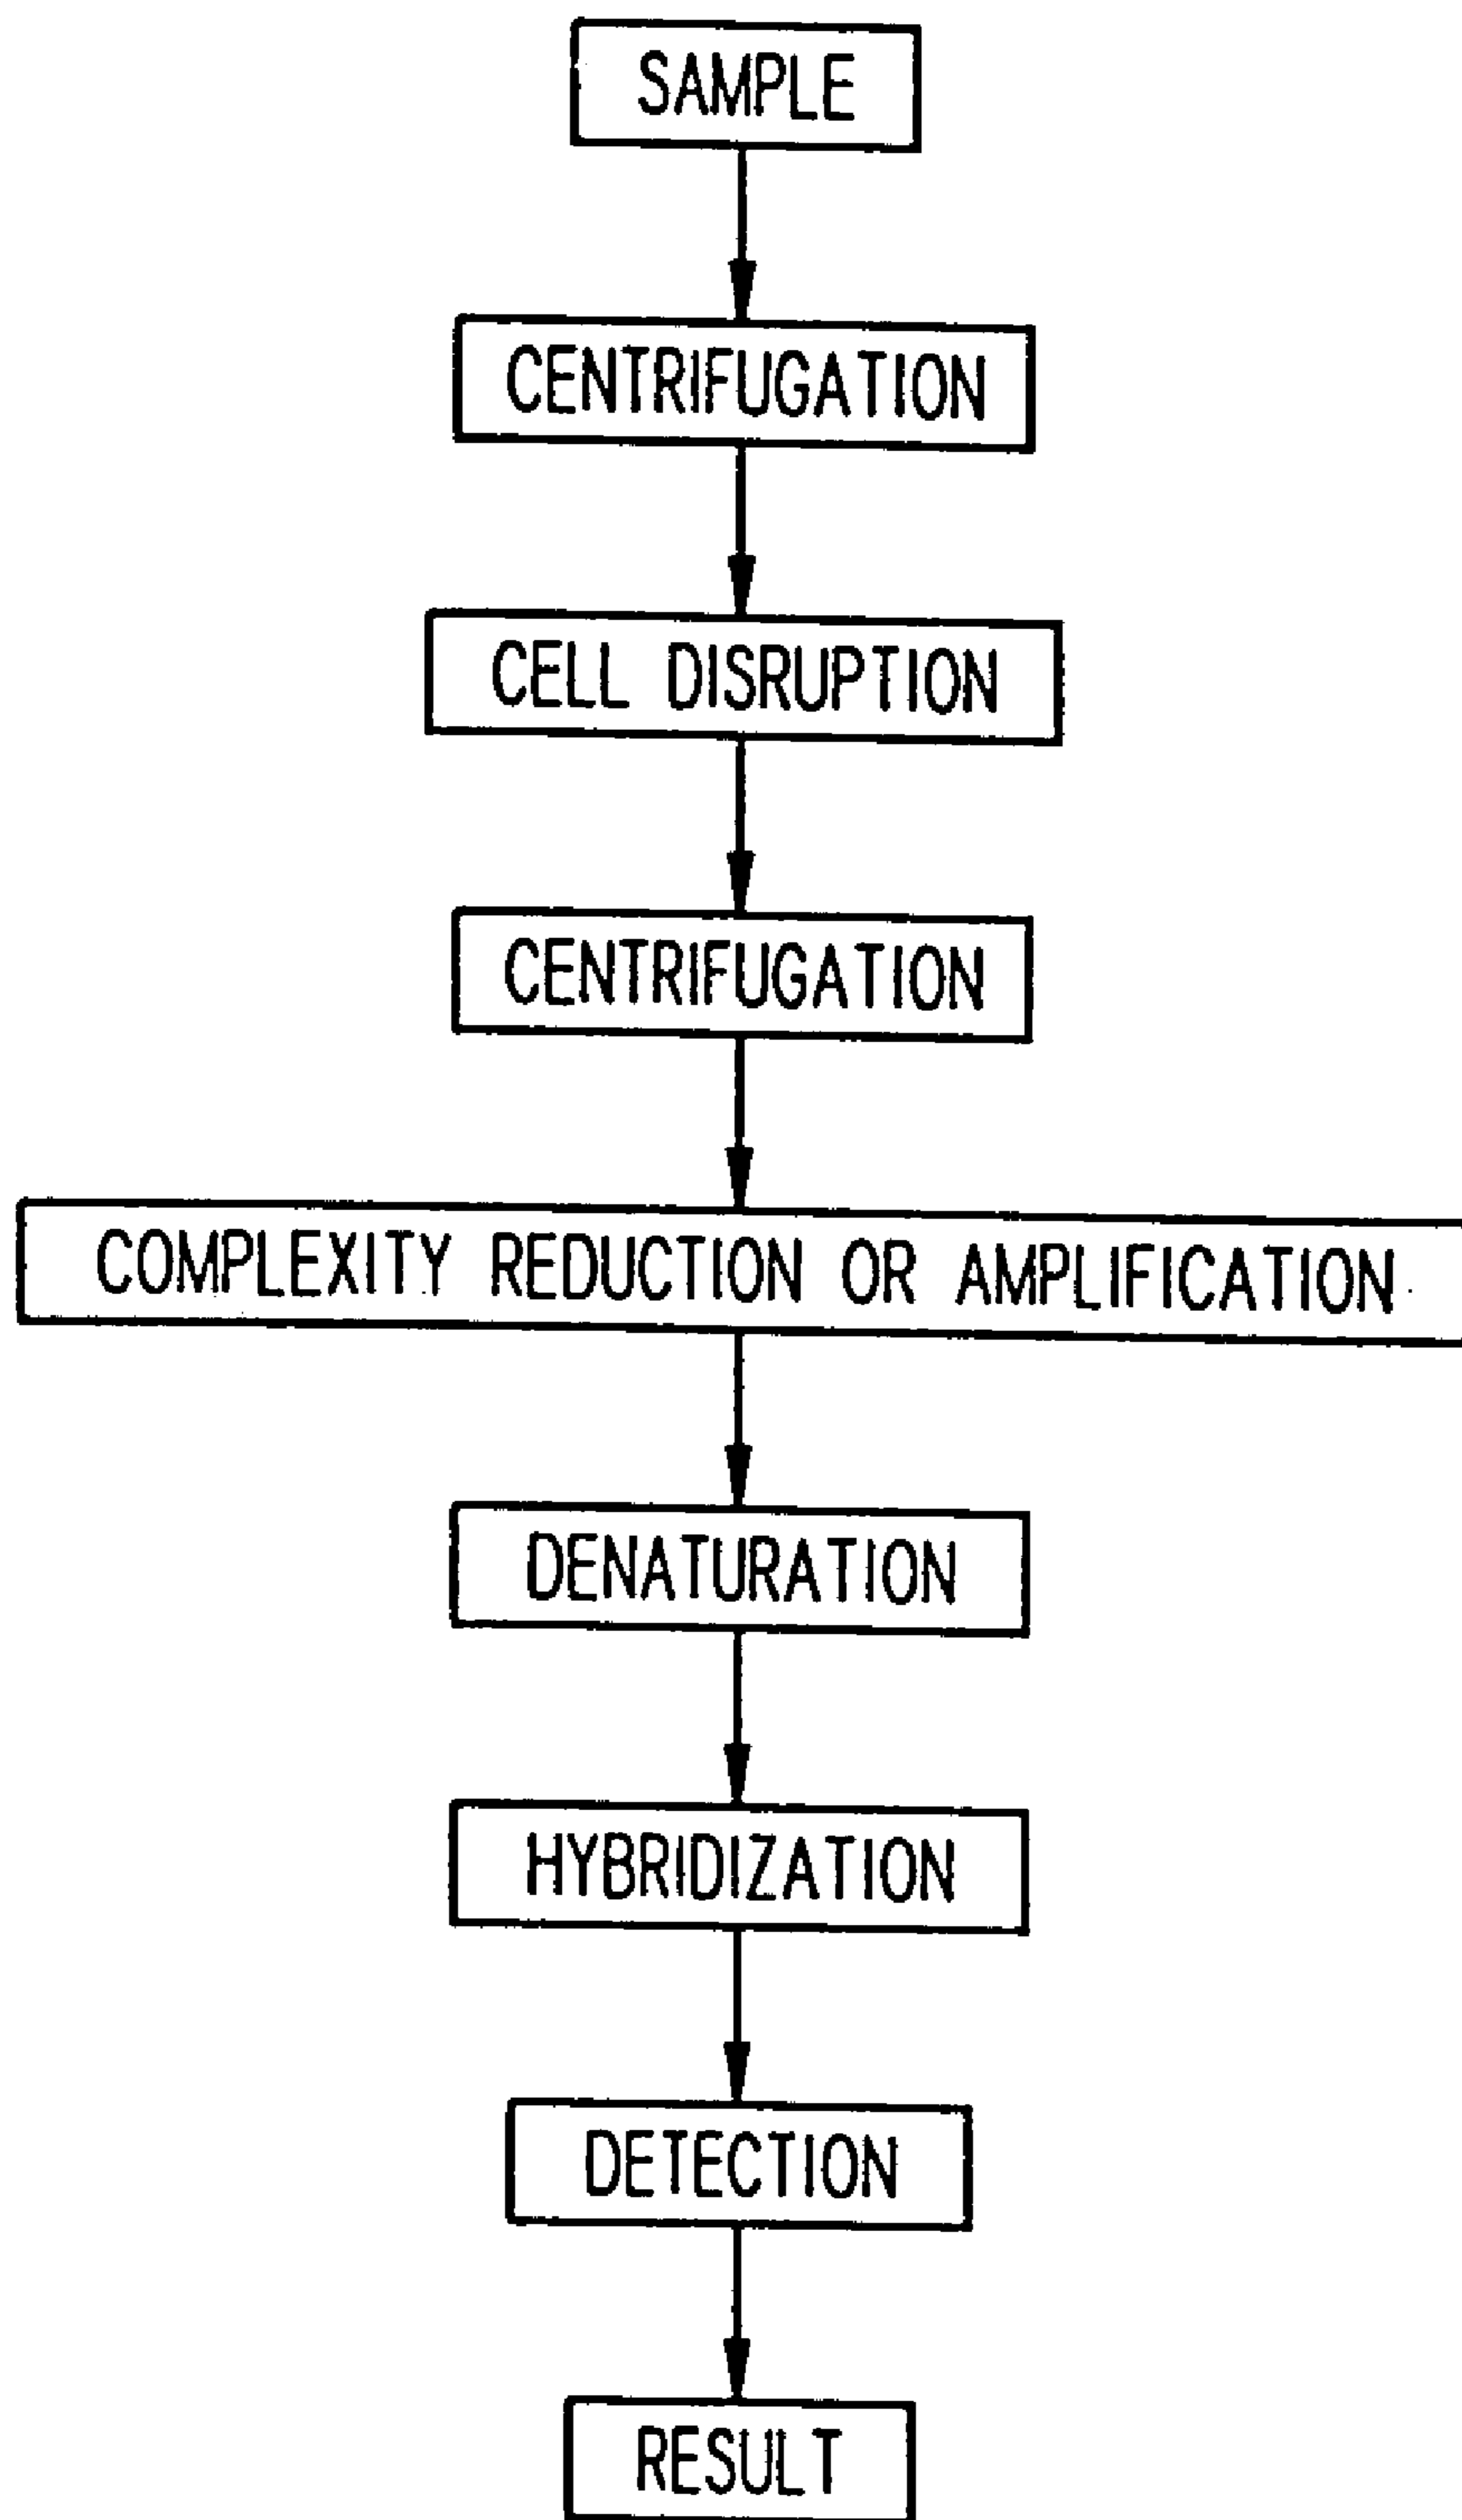 SAMPLE
CENTRIFUGATION
CELL DISRUPTION
CENTRIFUGATION
COMPLEXITY REDUCTION OR AMPLIFICATION
DENATURATION
HYBRIDIZATION
DETECTION
RESULT